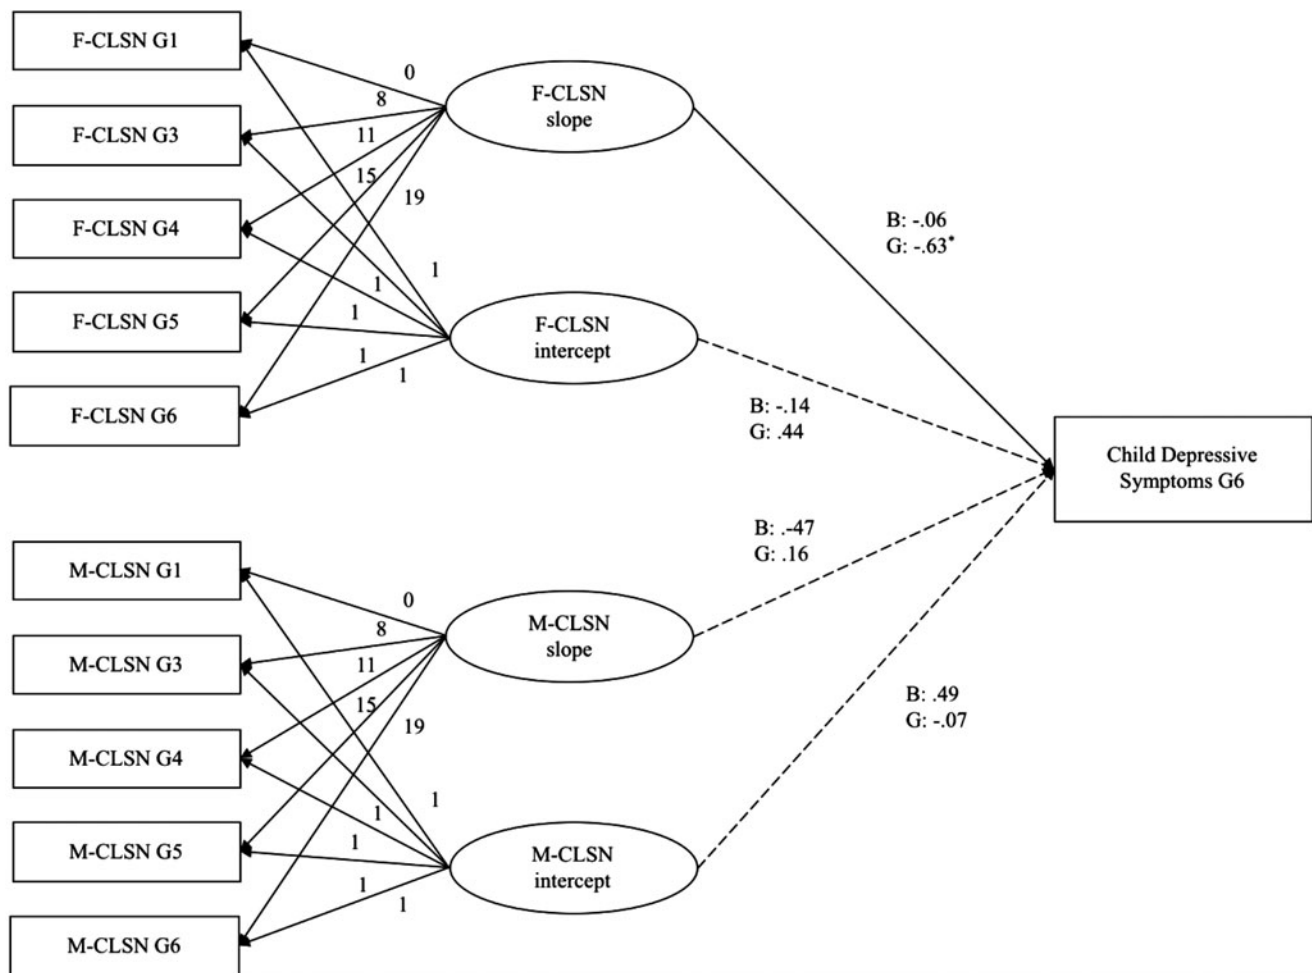 F-CLSN G1
F-CLSN G3
F-CLSN G4
F-CLSN G5
F-CLSN G6
0
8
11
15
19
1
1
1
1
1
F-CLSN
slope
F-CLSN
intercept
B: -.06
G: -.63*
B: -.14
G: .44
Child Depressive
Symptoms G6
M-CLSN G1
M-CLSN G3
M-CLSN G4
M-CLSN G5
M-CLSN G6
0
8
11
15
19
1
1
1
1
1
M-CLSN
slope
M-CLSN
intercept
B: .-47
G: .16
B: .49
G: -.07